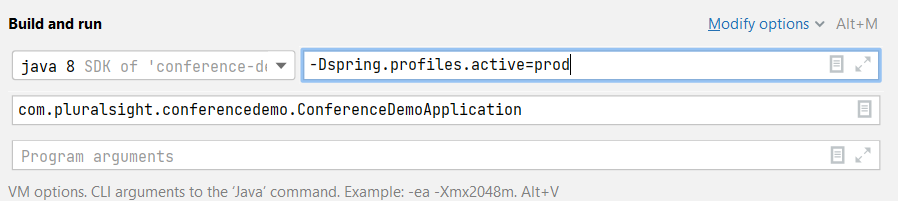 Build and run
Modify options Alt+M
java 8 SDK of 'conference-de -Dspring.profiles.active=prod
com.pluralsight.conferencedemo.ConferenceDemoApplication
Program arguments
VM options. CLI arguments to the 'Java' command. Example: -ea -Xmx2048m. Alt+V